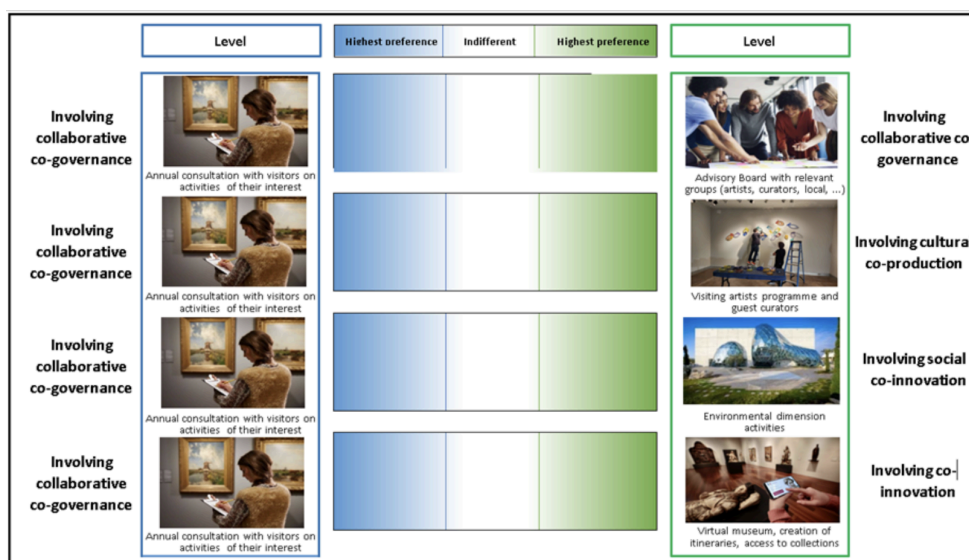 Level
Highest preference
Indifferent
Highest preference
Level
Involving
collaborative
co-governance
Annual consultation with visitors on
activities of their interest
Advisory Board with relevant
groups (artists, curators, local, ...)
Involving
collaborative co
governance
Involving
collaborative
co-governance
Annual consultation with visitors on
activities of their interest
Visiting artists programme and
guest curators
Involving cultura
co-production
Involving
collaborative
co-governance
Annual consultation with visitors on
activities of their interest
Environmental dimension
activities
Involving social
co-innovation
Involving
collaborative
co-governance
Annual consultation with visitors on
activities of their interest
Virtual museum, creation of
itineraries, access to collections
Involving co-
innovation